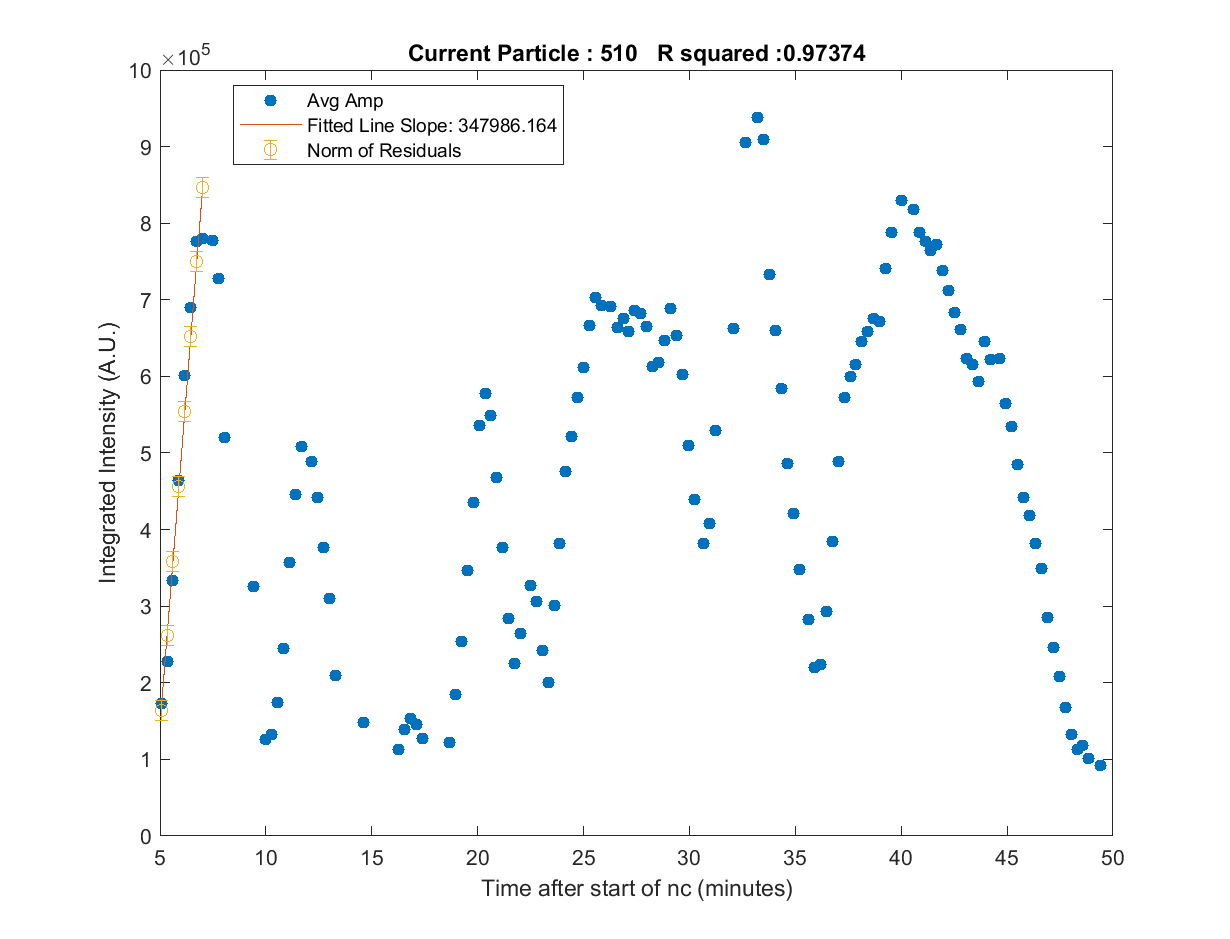 ×10⁵
Current Particle : 510 R squared :0.97374
Avg Amp
Fitted Line Slope: 347986.164
Norm of Residuals
10
9
8
7
6
5
4
3
2
1
0
Integrated Intensity (A.U.)
5 10 15 20 25 30 35 40 45 50
Time after start of nc (minutes)